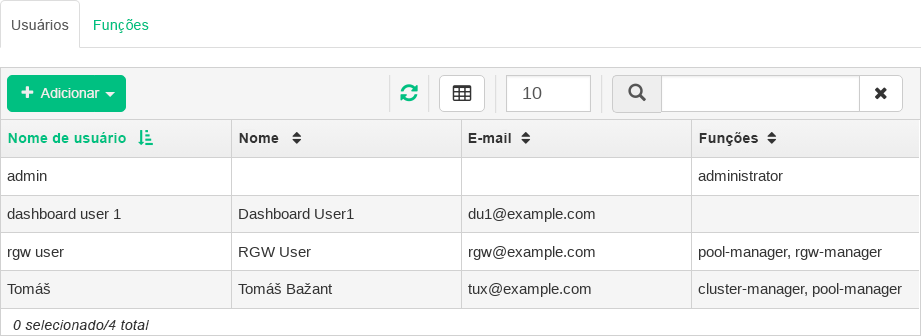 Usuários Funções
Adicionar 10
Nome de usuário Nome E-mail Funções
admin administrator
dashboard user 1 Dashboard User1 du1@example.com
rgw user RGW User rgw@example.com pool-manager, rgw-manager
Tomáš Tomáš Bažant tux@example.com cluster-manager, pool-manager
0 selecionado/4 total